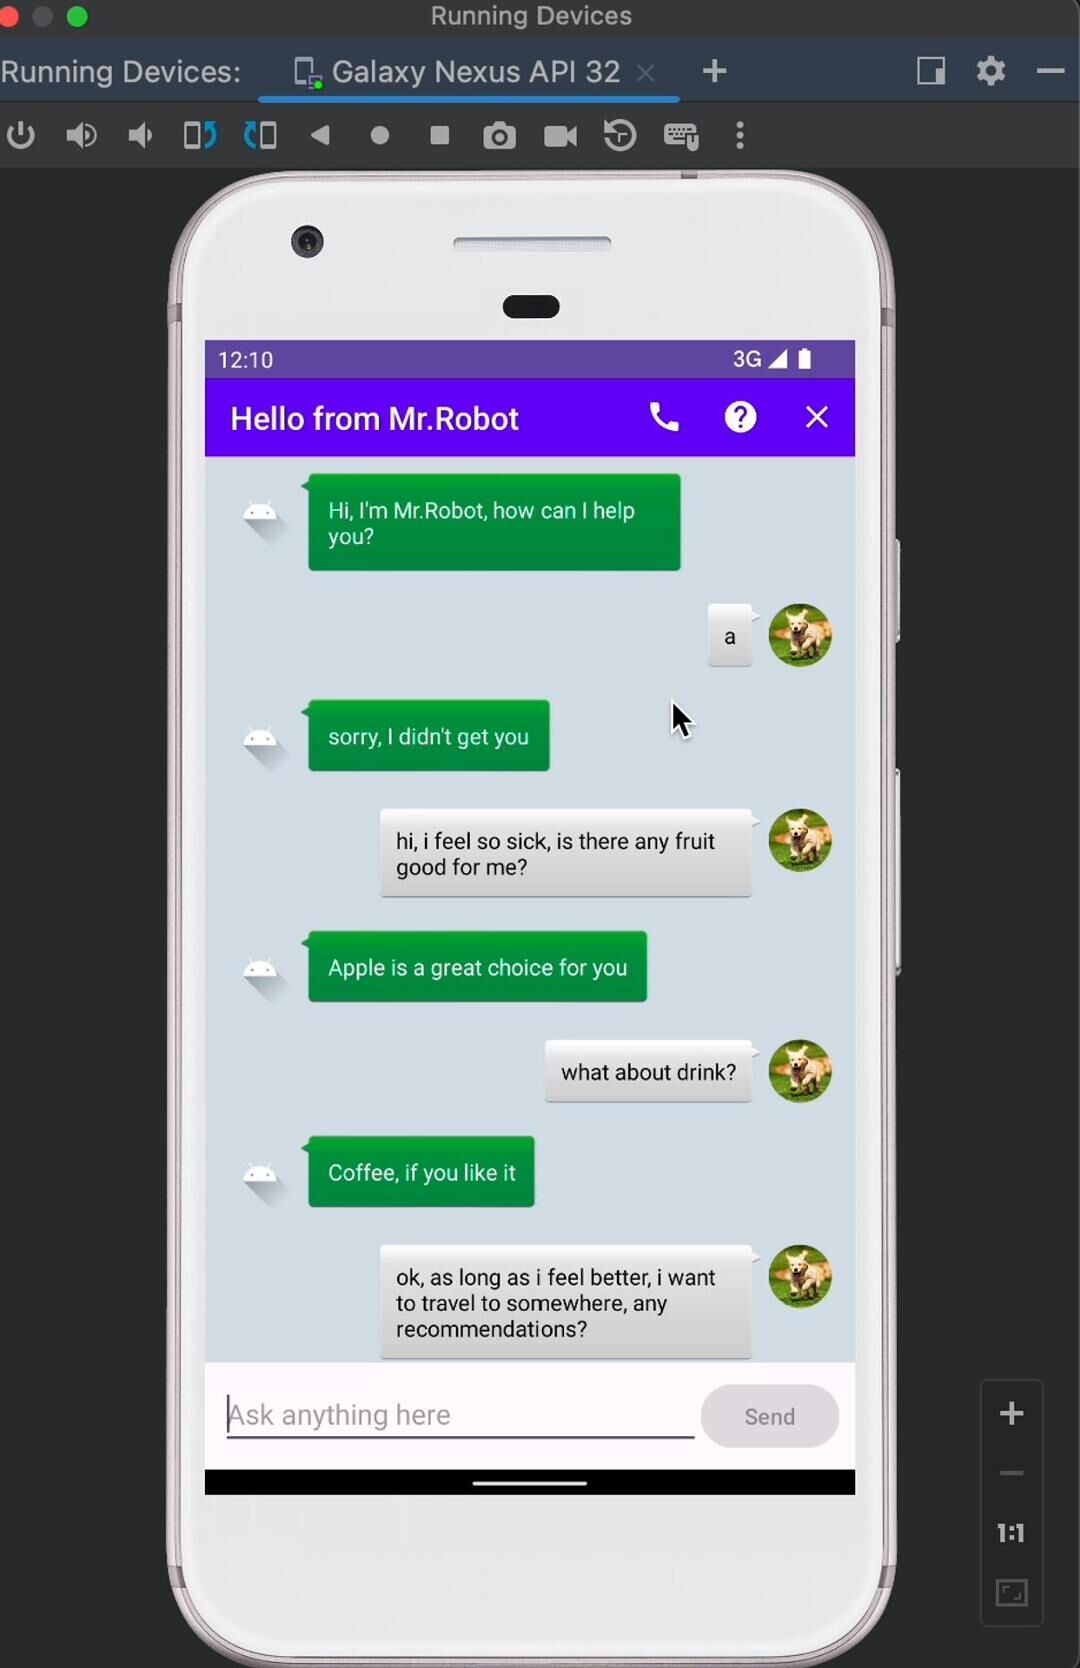 Running Devices
Running Devices:
Galaxy Nexus API 32
12:10
3G
Hello from Mr.Robot
Hi, I'm Mr.Robot, how can I help
you?
a
sorry, I didn't get you
hi, i feel so sick, is there any fruit
good for me?
Apple is a great choice for you
what about drink?
Coffee, if you like it
ok, as long as i feel better, i want
to travel to somewhere, any
recommendations?
Ask anything here
Send
1:1